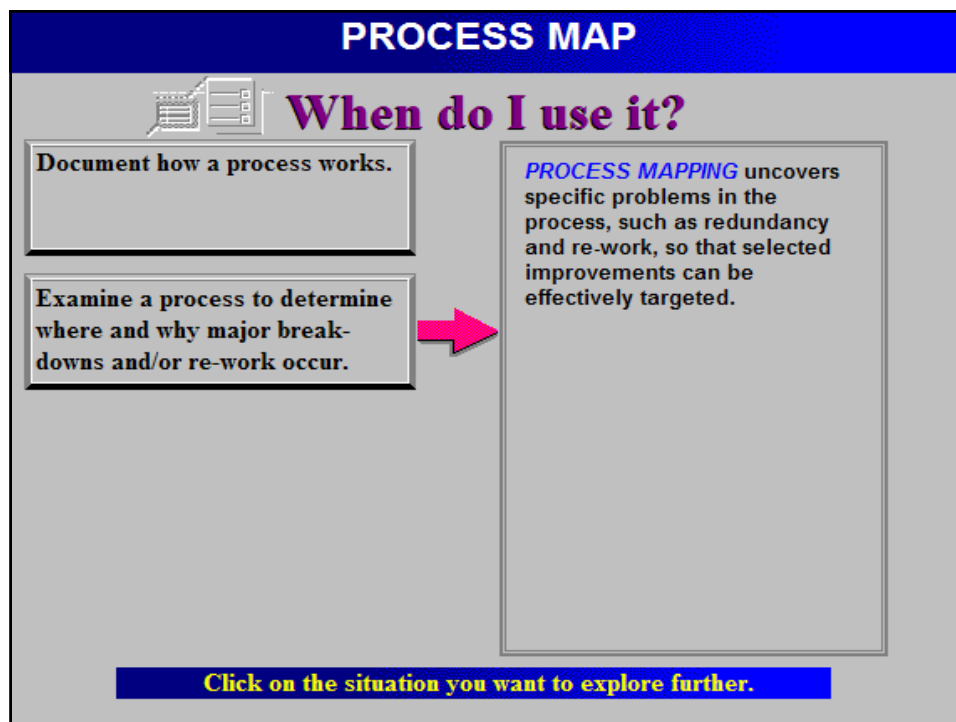 PROCESS MAP
When do I use it?
Document how a process works.
Examine a process to determine
where and why major break-
downs and/or re-work occur.
PROCESS MAPPING uncovers
specific problems in the
process, such as redundancy
and re-work, so that selected
improvements can be
effectively targeted.
Click on the situation you want to explore further.